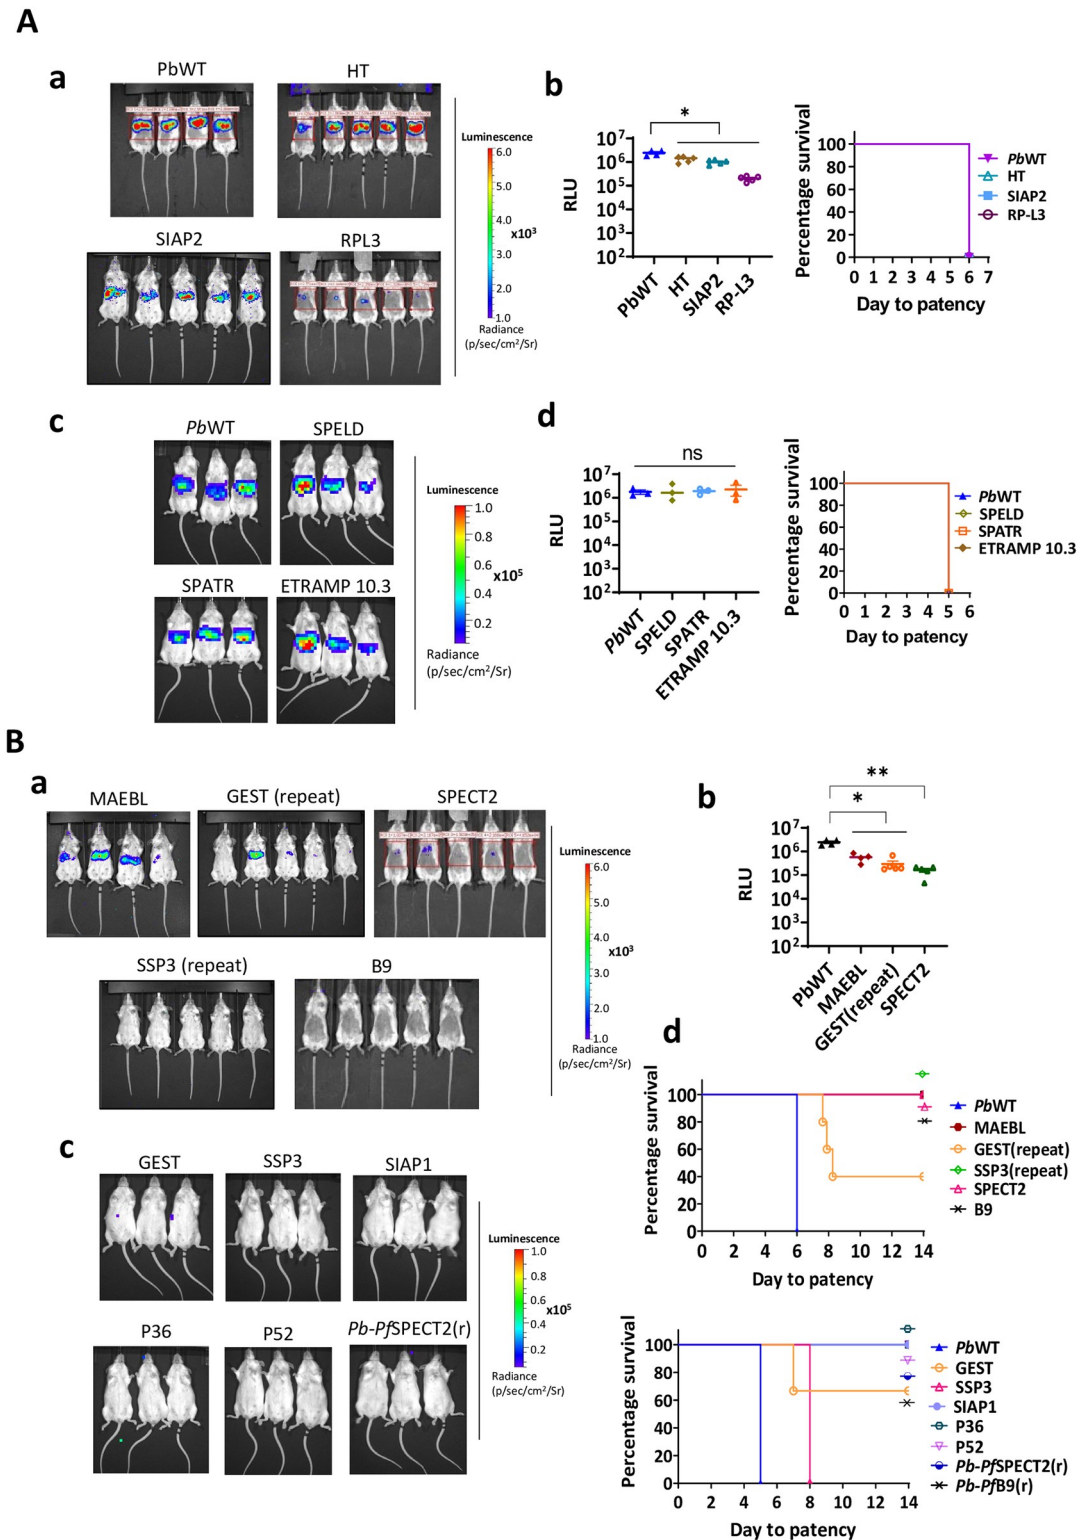 A
a
PbWT
HT
SIAP2
RPL3
Luminescence
6.0
5.0
4.0
x10³
3.0
2.0
1.0
Radiance
(p/sec/cm²/Sr)
b
*
RLU
10⁷
10⁶
10⁵
10⁴
10³
10²
PbWT
HT
SIAP2
RP-L3
Percentage survival
100
80
60
40
20
0
0 1 2 3 4 5 6 7
Day to patency
PbWT
HT
SIAP2
RP-L3
c
PbWT
SPELD
SPATR
ETRAMP 10.3
Luminescence
1.0
0.8
0.6
x10⁵
0.4
0.2
Radiance
(p/sec/cm²/Sr)
d
ns
RLU
10⁷
10⁶
10⁵
10⁴
10³
10²
PbWT
SPELD
SPATR
ETRAMP 10.3
Percentage survival
100
80
60
40
20
0
0 1 2 3 4 5 6
Day to patency
PbWT
SPELD
SPATR
ETRAMP 10.3
B
a
MAEBL
GEST (repeat)
SPECT2
SSP3 (repeat)
B9
Luminescence
6.0
5.0
4.0
x10³
3.0
2.0
1.0
Radiance
(p/sec/cm²/Sr)
b
**
*
RLU
10⁷
10⁶
10⁵
10⁴
10³
10²
PbWT
MAEBL
GEST(repeat)
SPECT2
c
GEST
SSP3
SIAP1
P36
P52
Pb-PfSPECT2(r)
Luminescence
1.0
0.8
0.6
x10⁵
0.4
0.2
Radiance
(p/sec/cm²/Sr)
d
Percentage survival
100
80
60
40
20
0
0 2 4 6 8 10 12 14
Day to patency
PbWT
MAEBL
GEST(repeat)
SSP3(repeat)
SPECT2
B9
Percentage survival
100
80
60
40
20
0
0 2 4 6 8 10 12 14
Day to patency
PbWT
GEST
SSP3
SIAP1
P36
P52
Pb-PfSPECT2(r)
Pb-PfB9(r)